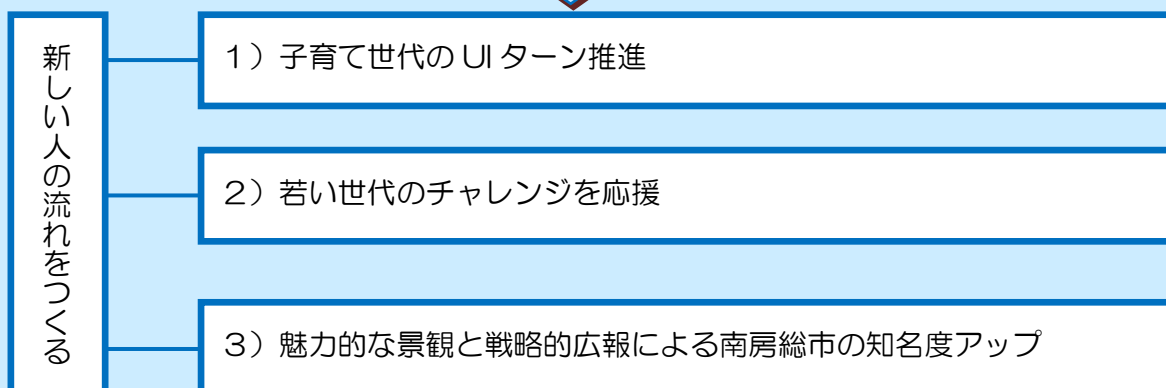 新しい人の流れをつくる
１）子育て世代のUIターン推進
２）若い世代のチャレンジを応援
３）魅力的な景観と戦略的広報による南房総市の知名度アップ